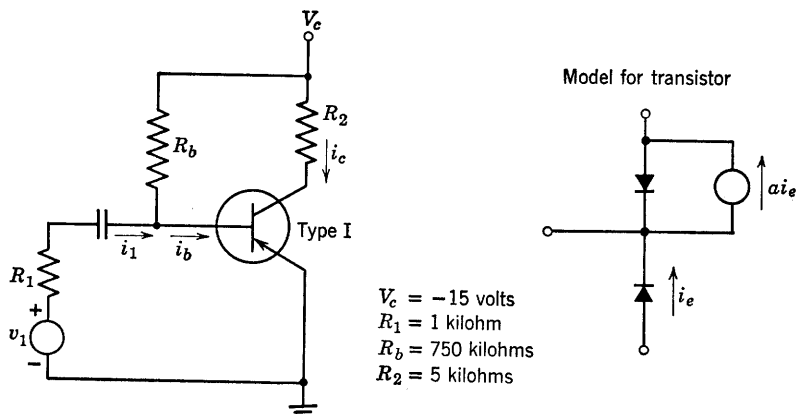 V_c
R_2
R_b
i_c
Type I
i_1
i_b
R_1
+
v_1
-
V_c = -15 volts
R_1 = 1 kilohm
R_b = 750 kilohms
R_2 = 5 kilohms
Model for transistor
ai_e
i_e